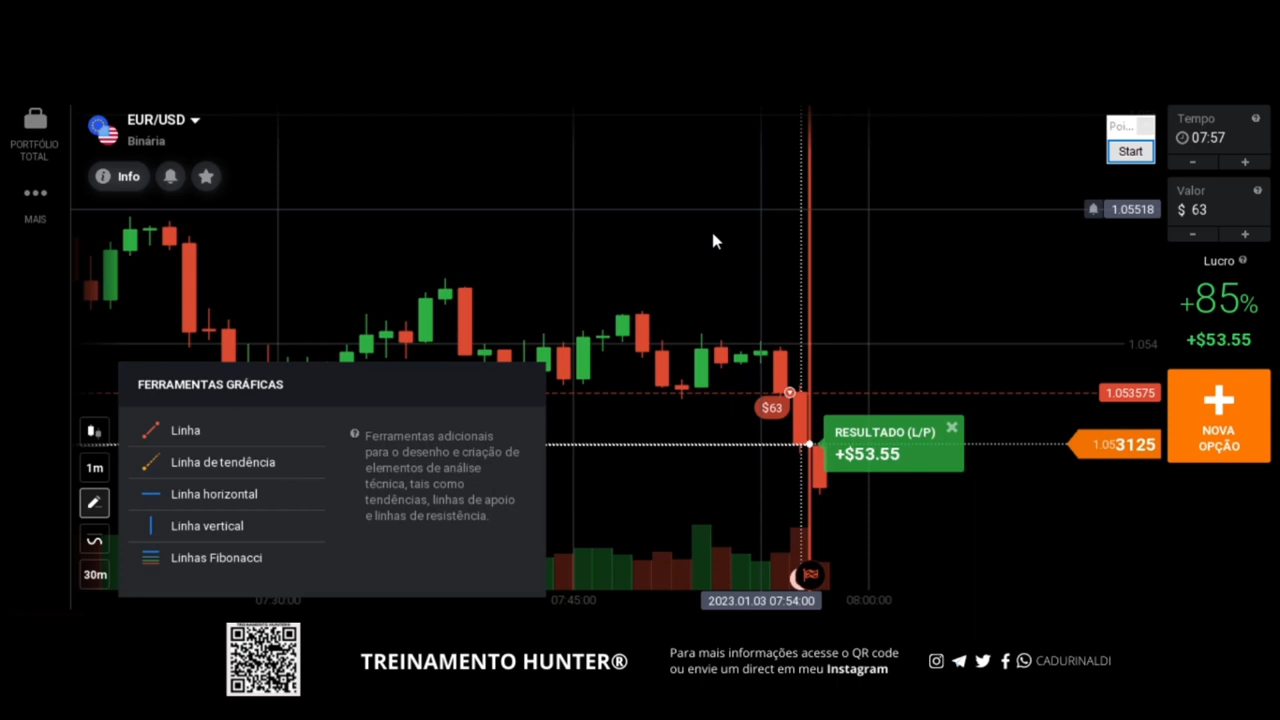 PORTFÓLIO
TOTAL
MAIS
EUR/USD
Binária
Info
Poi...
Start
Tempo
07:57
-
+
1.05518
Valor
$ 63
-
+
Lucro
+85%
+$53.55
1.054
1.053575
NOVA
OPÇÃO
1.053125
$63
RESULTADO (L/P)
+$53.55
FERRAMENTAS GRÁFICAS
Linha
Linha de tendência
Linha horizontal
Linha vertical
Linhas Fibonacci
Ferramentas adicionais
para o desenho e criação de
elementos de análise
técnica, tais como
tendências, linhas de apoio
e linhas de resistência.
1m
30m
07:30:00
07:45:00
2023.01.03 07:54:00
08:00:00
TREINAMENTO HUNTER®
TREINAMENTO HUNTER®
Para mais informações acesse o QR code
ou envie um direct em meu Instagram
CADURINALDI